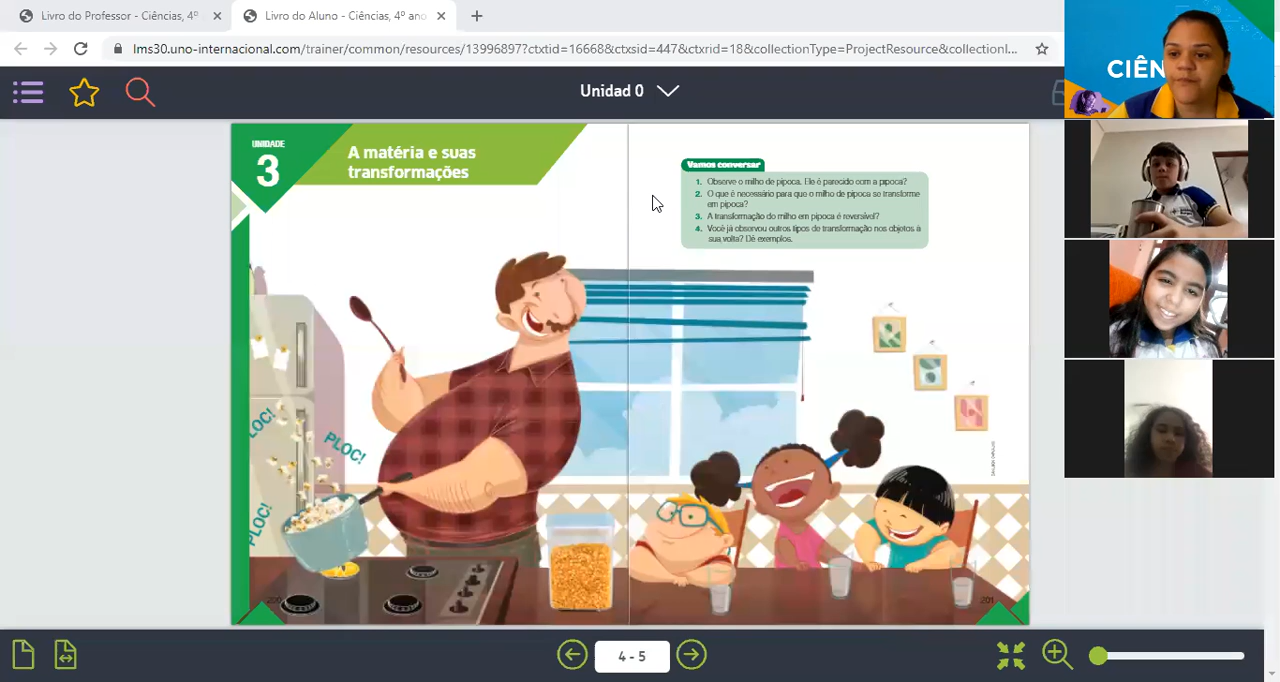 Livro do Professor - Ciências, 4º
Livro do Aluno - Ciências, 4º ano
lms30.uno-internacional.com/trainer/common/resources/13996897?ctxtid=16668&ctxsid=447&ctxrid=18&collectionType=ProjectResource&collectionI...
CIÊN
Unidad 0
UNIDADE
3
A matéria e suas
transformações
Vamos conversar
1. Observe o milho de pipoca. Ele é parecido com a pipoca?
2. O que é necessário para que o milho de pipoca se transforme
em pipoca?
3. A transformação do milho em pipoca é reversível?
4. Você já observou outros tipos de transformação nos objetos à
sua volta? Dê exemplos.
LOC!
PLOC!
PLOC!
200
201
4 - 5